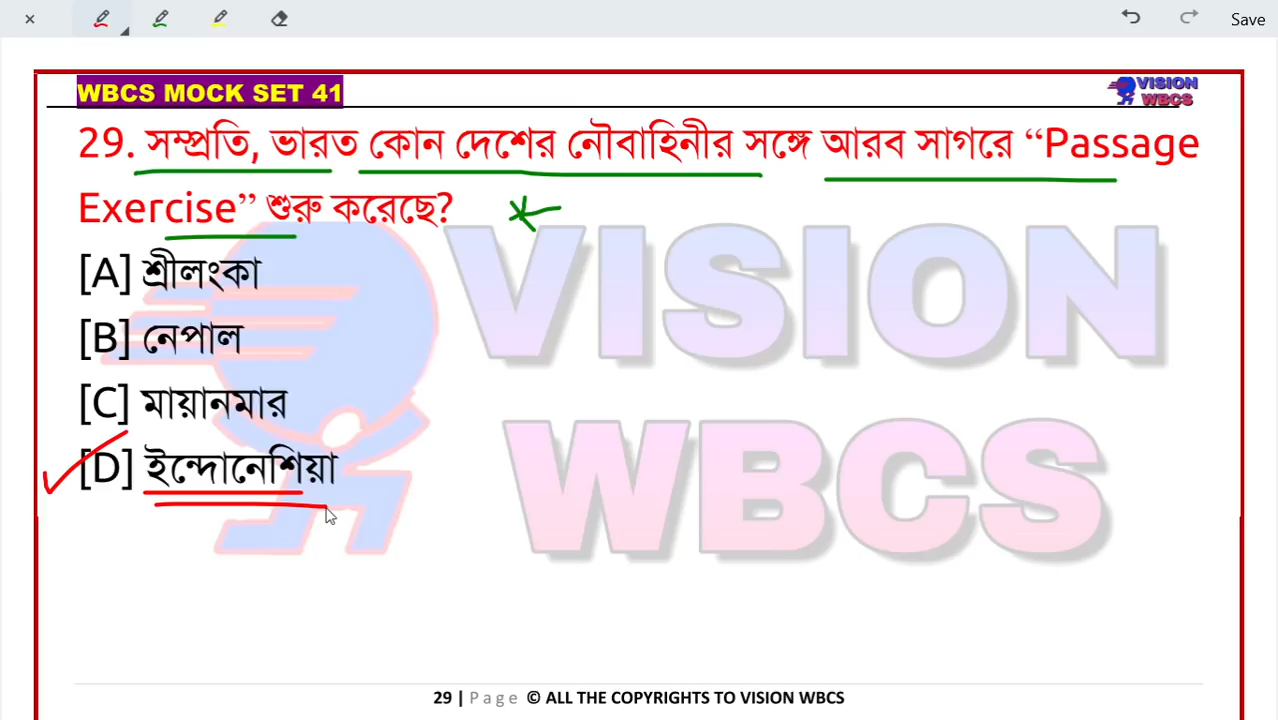 Save
WBCS MOCK SET 41
VISION
WBCS
29. সম্প্রতি, ভারত কোন দেশের নৌবাহিনীর সঙ্গে আরব সাগরে “Passage
Exercise” শুরু করেছে?
[A] শ্রীলংকা
[B] নেপাল
[C] মায়ানমার
[D] ইন্দোনেশিয়া
VISION
WBCS
29 | Page © ALL THE COPYRIGHTS TO VISION WBCS